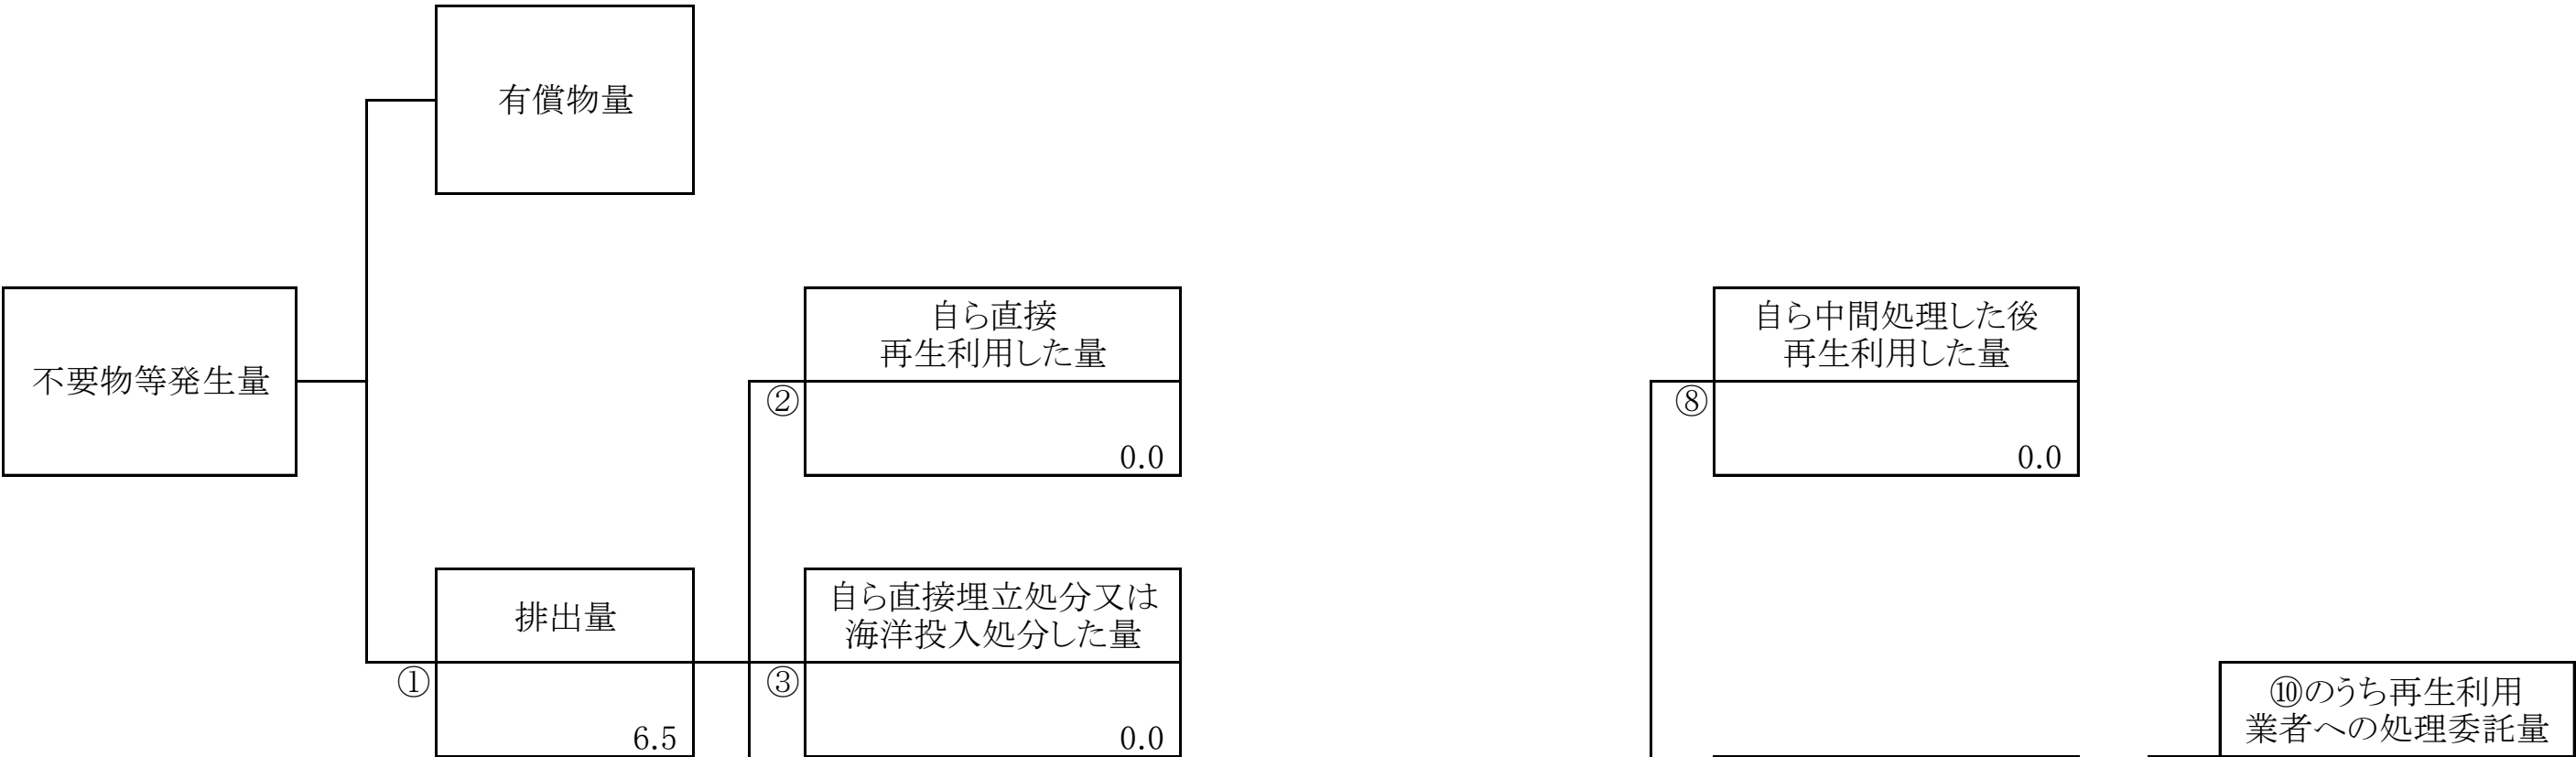 有償物量
不要物等発生量
自ら直接
再生利用した量
②
0.0
自ら中間処理した後
再生利用した量
⑧
0.0
排出量
①
6.5
自ら直接埋立処分又は
海洋投入処分した量
③
0.0
⑩のうち再生利用
業者への処理委託量